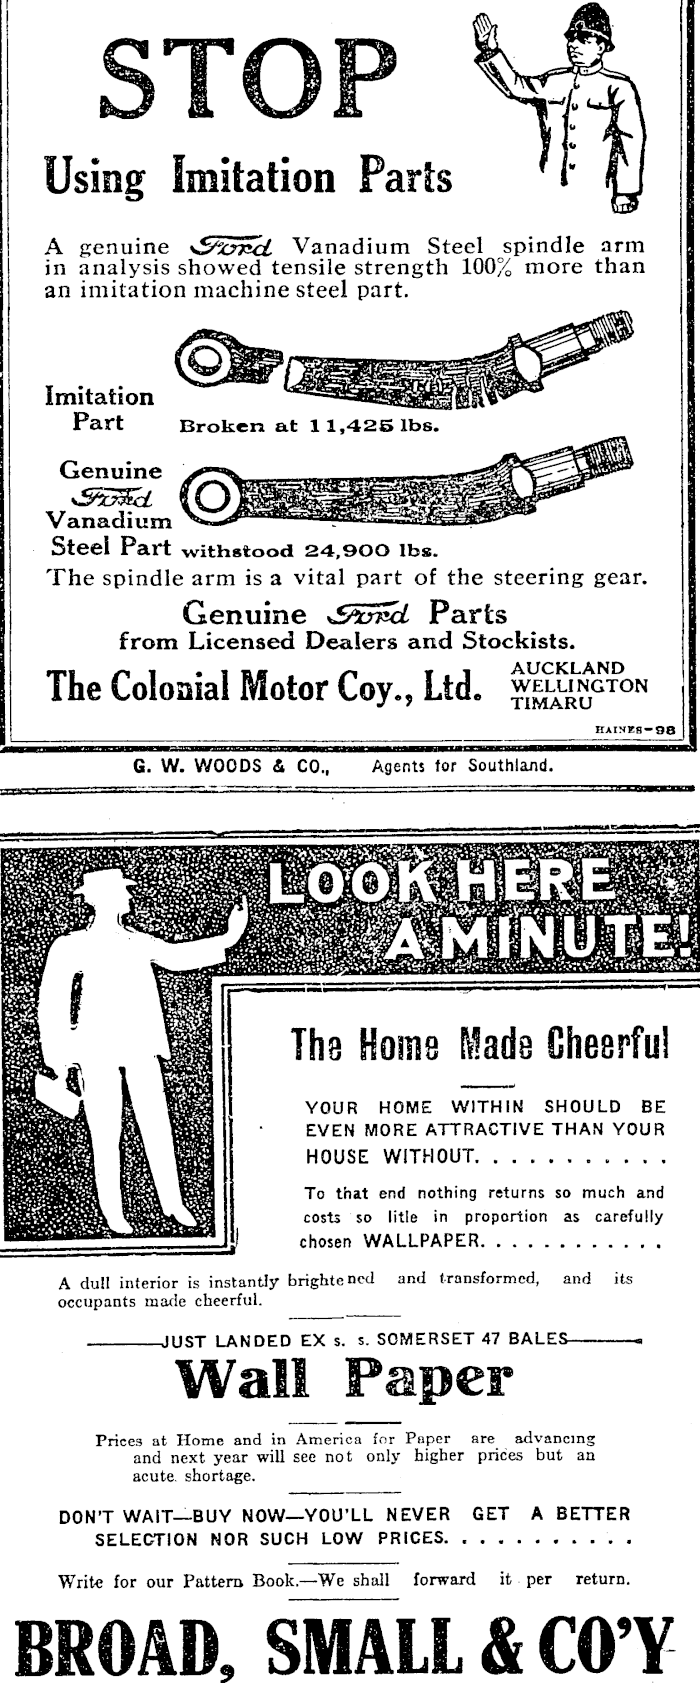 STOP
Using Imitation Parts
A genuine Ford Vanadium Steel spindle arm
in analysis showed tensile strength 100% more than
an imitation machine steel part.
Imitation
Part
Broken at 11,425 lbs.
Genuine
Ford
Vanadium
Steel Part withstood 24,900 lbs.
The spindle arm is a vital part of the steering gear.
Genuine Ford Parts
from Licensed Dealers and Stockists.
The Colonial Motor Coy., Ltd.
AUCKLAND
WELLINGTON
TIMARU
HAINES-98
G. W. WOODS & CO., Agents for Southland.
LOOK HERE
A MINUTE!
The Home Made Cheerful
YOUR HOME WITHIN SHOULD BE
EVEN MORE ATTRACTIVE THAN YOUR
HOUSE WITHOUT. . . . . . . . . . . .
To that end nothing returns so much and
costs so litle in proportion as carefully
chosen WALLPAPER. . . . . . . . . . . .
A dull interior is instantly brightened and transformed, and its
occupants made cheerful.
JUST LANDED EX s. s. SOMERSET 47 BALES
Wall Paper
Prices at Home and in America for Paper are advancing
and next year will see not only higher prices but an
acute shortage.
DON'T WAIT—BUY NOW—YOU'LL NEVER GET A BETTER
SELECTION NOR SUCH LOW PRICES. . . . . . . . . . .
Write for our Pattern Book.—We shall forward it per return.
BROAD, SMALL & CO'Y